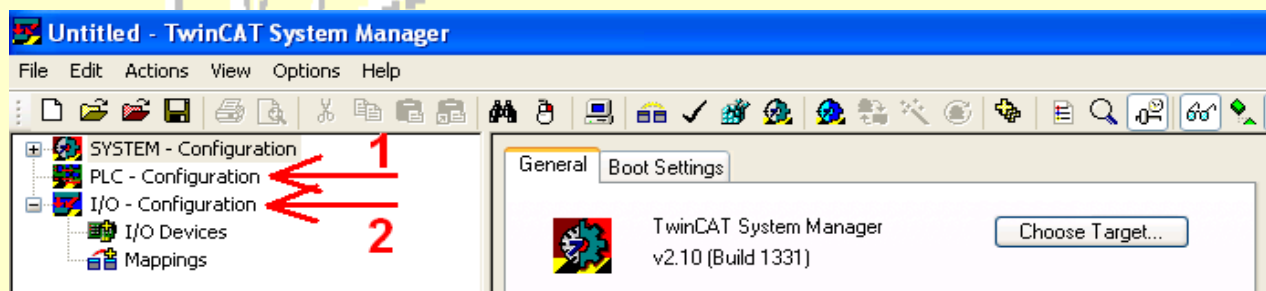 Untitled - TwinCAT System Manager
File Edit Actions View Options Help
SYSTEM - Configuration
PLC - Configuration
1
I/O - Configuration
2
I/O Devices
Mappings
General Boot Settings
TwinCAT System Manager
v2.10 (Build 1331)
Choose Target...